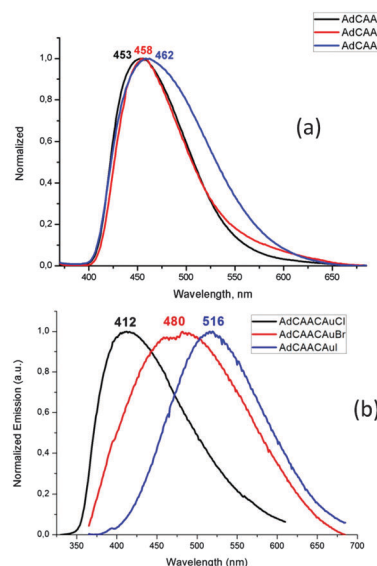 AdCAA
AdCAA
AdCAA
453 458 462
1,0
0,8
0,6
0,4
0,2
0,0
Normalized
(a)
400 450 500 550 600 650
Wavelength, nm
412 480 516
AdCAACAuCl
AdCAACAuBr
AdCAACAuI
1,0
0,8
0,6
0,4
0,2
0,0
Normalized Emission (a.u.)
(b)
350 400 450 500 550 600 650 700
Wavelength (nm)